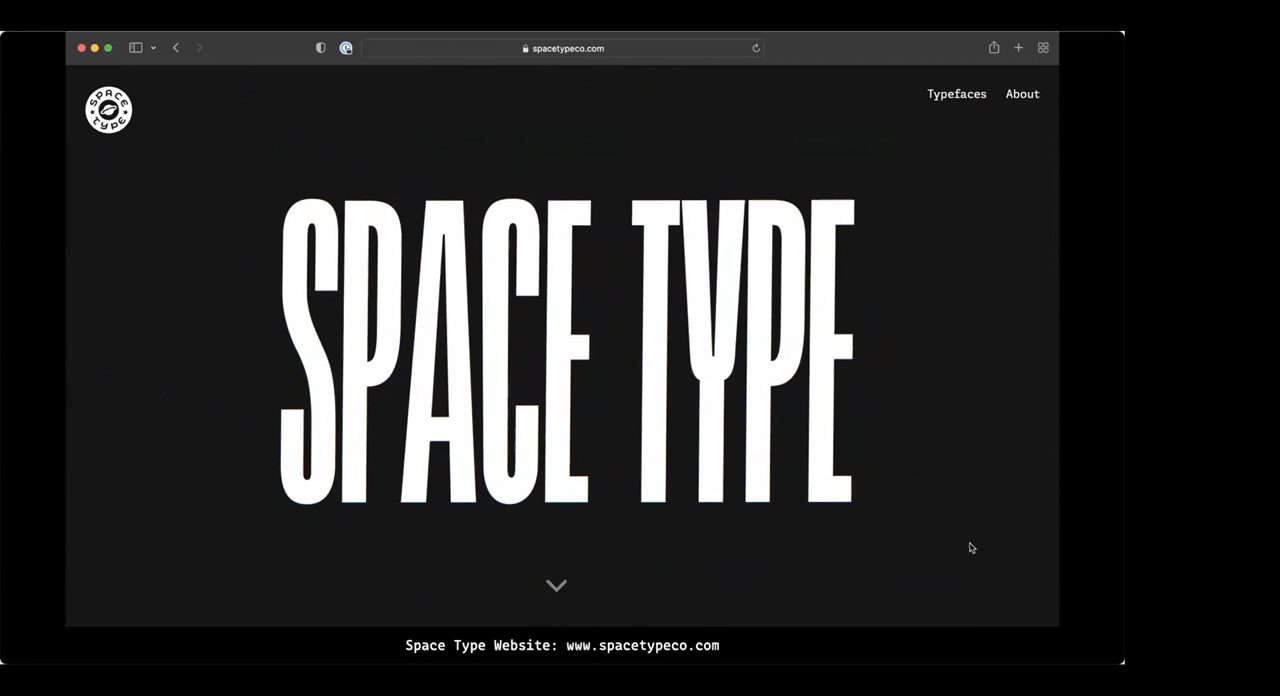 spacetypeco.com
SPACE
TYPE
Typefaces About
SPACE TYPE
Space Type Website: www.spacetypeco.com